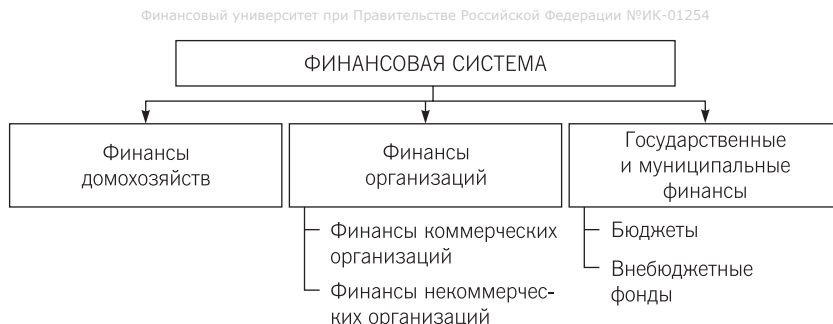 Финансовый университет при Правительстве Российской Федерации №ИК-01254
ФИНАНСОВАЯ СИСТЕМА
Финансы
домохозяйств
Финансы
организаций
Государственные
и муниципальные
финансы
Финансы коммерческих
организаций
Финансы некоммерчес-
ких организаций
Бюджеты
Внебюджетные
фонды